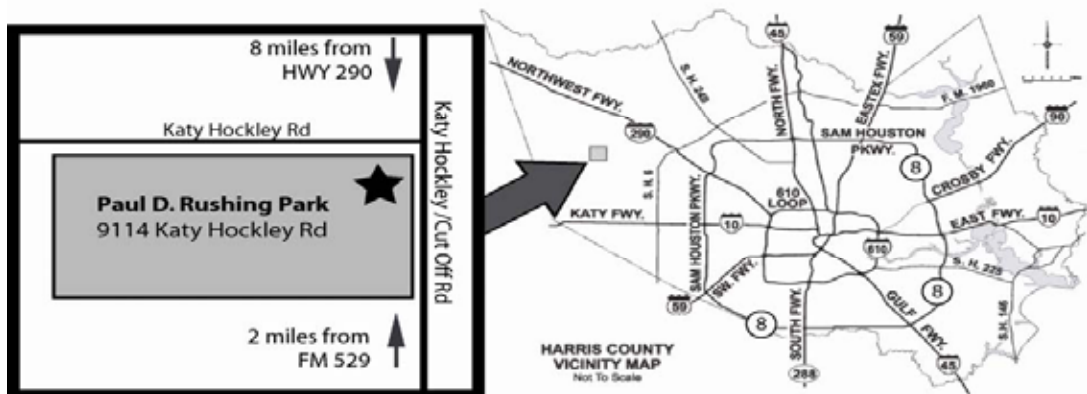 8 miles from
HWY 290
Katy Hockley Rd
Paul D. Rushing Park
9114 Katy Hockley Rd
2 miles from
FM 529
Katy Hockley /Cut Off Rd
45
59
NORTHWEST FWY.
S. H. 249
NORTH FWY.
EASTEX FWY.
F. M. 1960
290
SAM HOUSTON
PKWY.
90
8
CROSBY FWY.
S. H. 6
610
LOOP
KATY FWY.
10
SAM HOUSTON PKWY.
EAST FWY.
10
610
S. H. 225
SW. FWY.
59
8
8
SOUTH FWY.
GULF FWY.
S.H. 146
288
45
HARRIS COUNTY
VICINITY MAP
Not To Scale